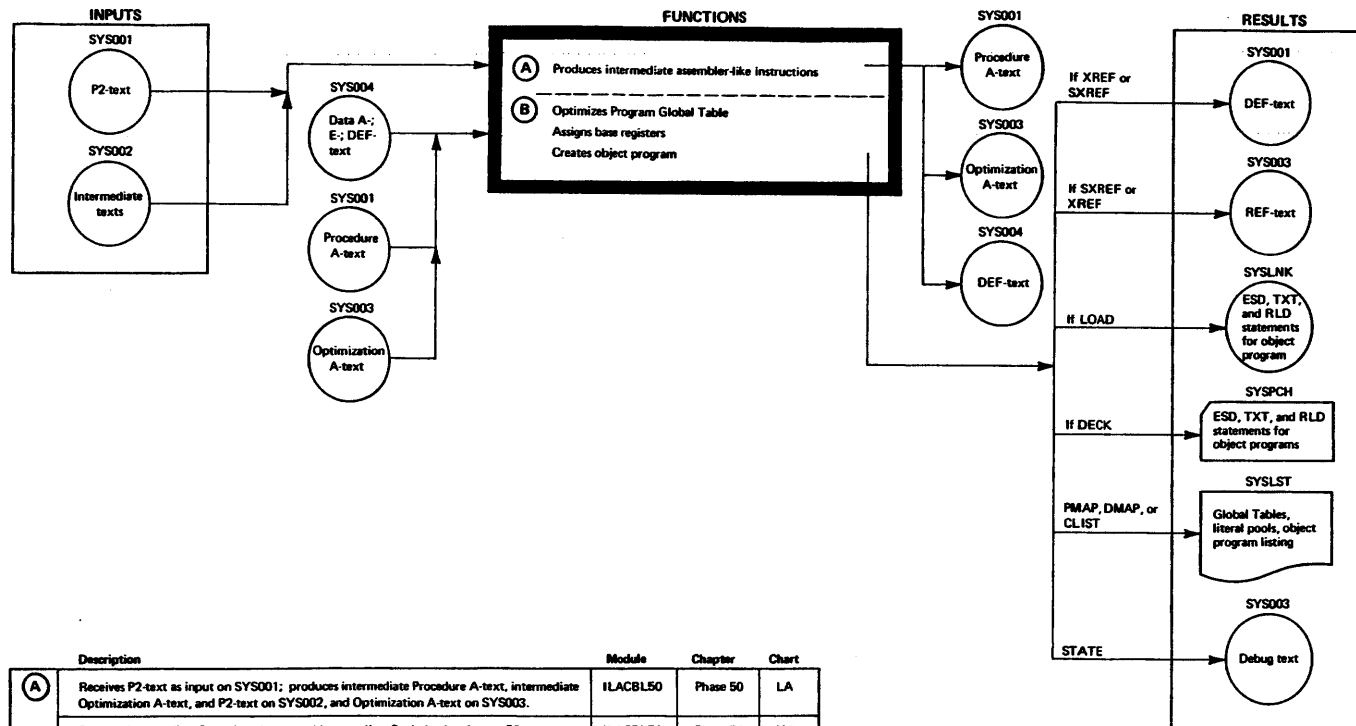 INPUTS
SYS001
P2-text
SYS002
Intermediate
texts
SYS004
Data A-;
E-; DEF-
text
SYS001
Procedure
A-text
SYS003
Optimization
A-text
FUNCTIONS
A Produces intermediate assembler-like instructions
B Optimizes Program Global Table
Assigns base registers
Creates object program
SYS001
Procedure
A-text
SYS003
Optimization
A-text
SYS004
DEF-text
RESULTS
If XREF or
SXREF
SYS001
DEF-text
If SXREF or
XREF
SYS003
REF-text
If LOAD
SYSLNK
ESD, TXT,
and RLD
statements
for object
program
If DECK
SYSPCH
ESD, TXT, and RLD
statements for
object programs
PMAP, DMAP, or
CLIST
SYSLST
Global Tables,
literal pools, object
program listing
STATE
SYS003
Debug text
Description Module Chapter Chart
A Receives P2-text as input on SYS001; produces intermediate Procedure A-text, intermediate ILACBL50 Phase 50 LA
Optimization A-text, and P2-text on SYS002, and Optimization A-text on SYS003.